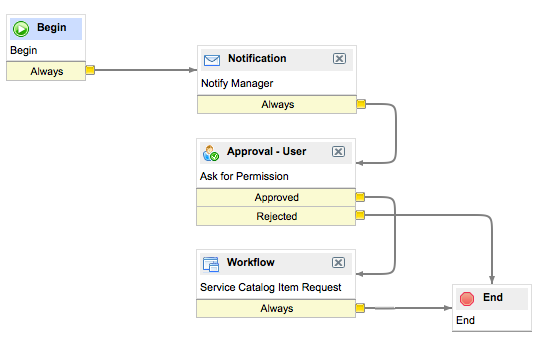 Begin
Begin
Always
Notification
Notify Manager
Always
Approval - User
Ask for Permission
Approved
Rejected
Workflow
Service Catalog Item Request
Always
End
End